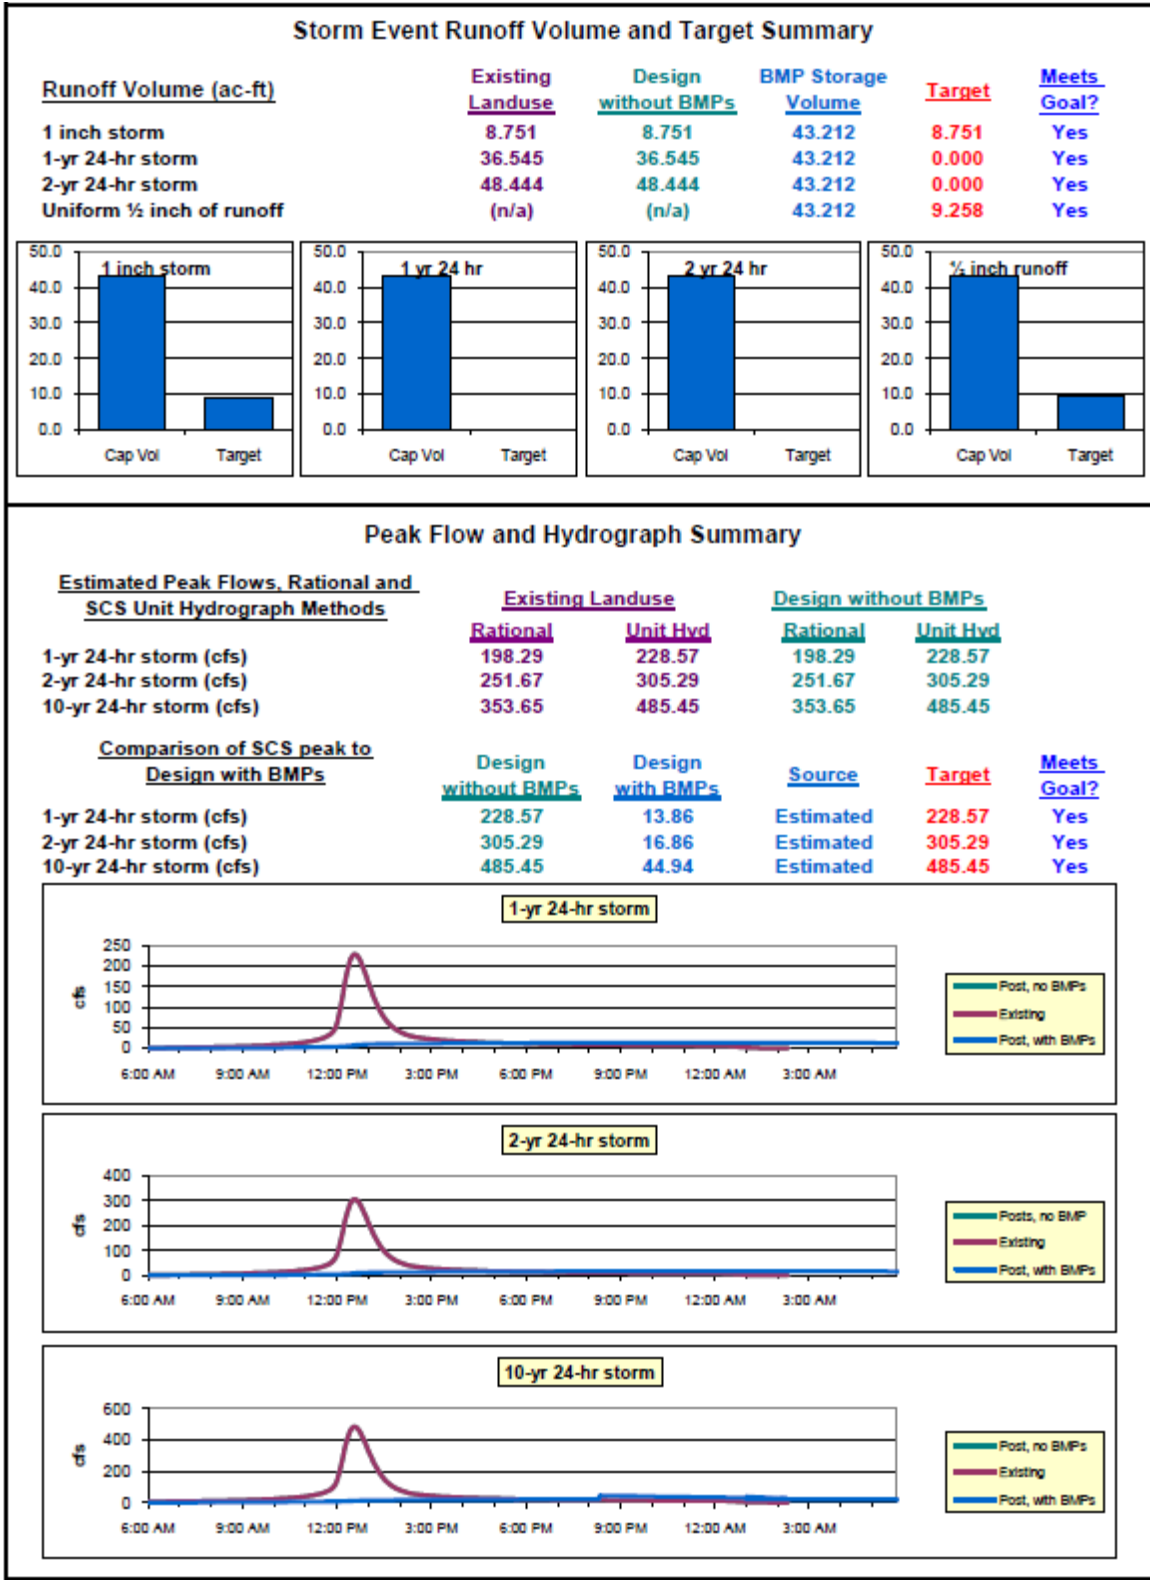 Storm Event Runoff Volume and Target Summary
Runoff Volume (ac-ft) Existing Landuse Design without BMPs BMP Storage Volume Target Meets Goal?
1 inch storm 8.751 8.751 43.212 8.751 Yes
1-yr 24-hr storm 36.545 36.545 43.212 0.000 Yes
2-yr 24-hr storm 48.444 48.444 43.212 0.000 Yes
Uniform ½ inch of runoff (n/a) (n/a) 43.212 9.258 Yes
1 inch storm
50.0
40.0
30.0
20.0
10.0
0.0
Cap Vol Target
1 yr 24 hr
50.0
40.0
30.0
20.0
10.0
0.0
Cap Vol Target
2 yr 24 hr
50.0
40.0
30.0
20.0
10.0
0.0
Cap Vol Target
½ inch runoff
50.0
40.0
30.0
20.0
10.0
0.0
Cap Vol Target
Peak Flow and Hydrograph Summary
Estimated Peak Flows, Rational and
SCS Unit Hydrograph Methods
Existing Landuse Design without BMPs
Rational Unit Hyd Rational Unit Hyd
1-yr 24-hr storm (cfs) 198.29 228.57 198.29 228.57
2-yr 24-hr storm (cfs) 251.67 305.29 251.67 305.29
10-yr 24-hr storm (cfs) 353.65 485.45 353.65 485.45
Comparison of SCS peak to
Design with BMPs
Design without BMPs Design with BMPs Source Target Meets Goal?
1-yr 24-hr storm (cfs) 228.57 13.86 Estimated 228.57 Yes
2-yr 24-hr storm (cfs) 305.29 16.86 Estimated 305.29 Yes
10-yr 24-hr storm (cfs) 485.45 44.94 Estimated 485.45 Yes
1-yr 24-hr storm
cfs
250
200
150
100
50
0
6:00 AM 9:00 AM 12:00 PM 3:00 PM 6:00 PM 9:00 PM 12:00 AM 3:00 AM
Post, no BMPs
Existing
Post, with BMPs
2-yr 24-hr storm
cfs
400
300
200
100
0
6:00 AM 9:00 AM 12:00 PM 3:00 PM 6:00 PM 9:00 PM 12:00 AM 3:00 AM
Posts, no BMP
Existing
Post, with BMPs
10-yr 24-hr storm
cfs
600
400
200
0
6:00 AM 9:00 AM 12:00 PM 3:00 PM 6:00 PM 9:00 PM 12:00 AM 3:00 AM
Post, no BMPs
Existing
Post, with BMPs